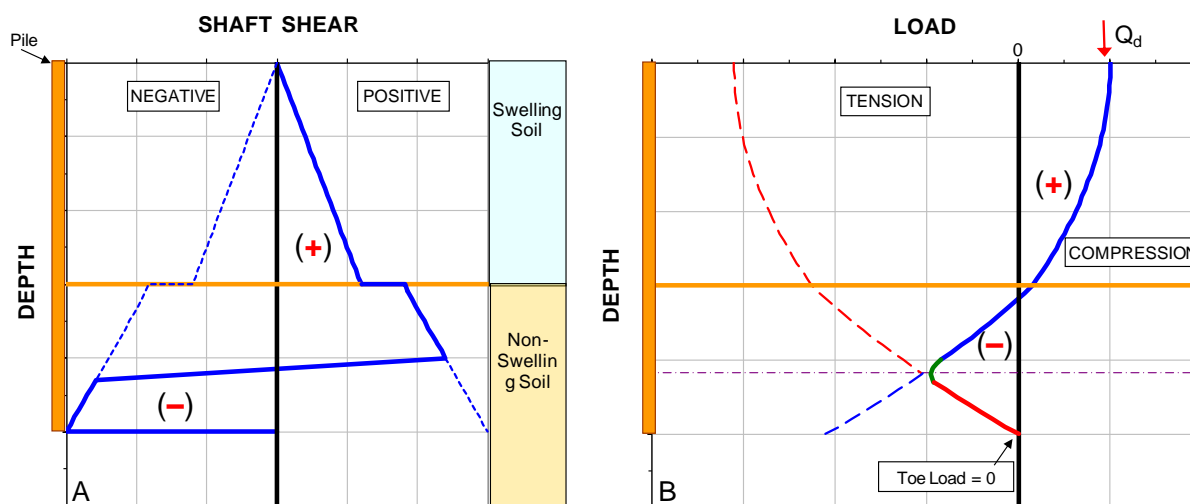 SHAFT SHEAR
Pile
NEGATIVE
POSITIVE
Swelling
Soil
(+)
DEPTH
Non-
Swellin
g Soil
(−)
A
LOAD
0
Qd
TENSION
(+)
COMPRESSION
DEPTH
(−)
Toe Load = 0
B